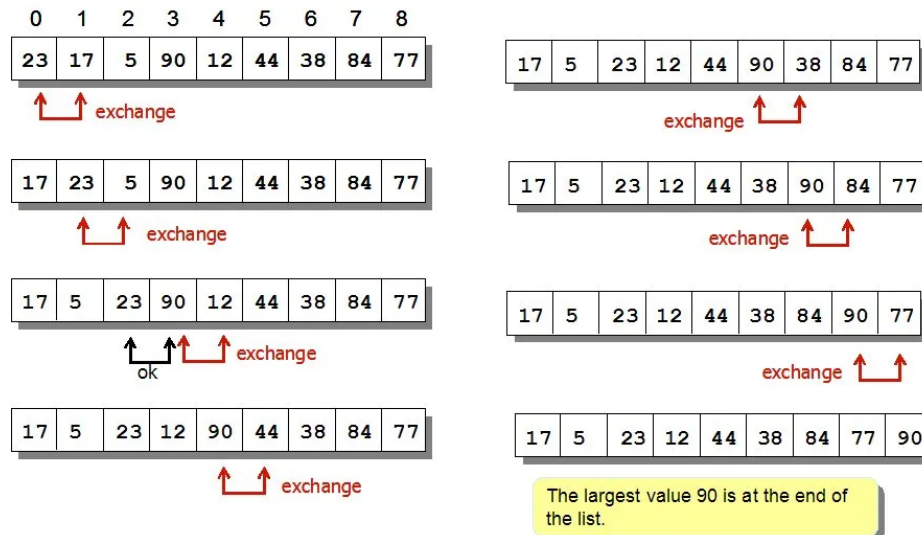 0 1 2 3 4 5 6 7 8
23 17 5 90 12 44 38 84 77
exchange
17 23 5 90 12 44 38 84 77
exchange
17 5 23 90 12 44 38 84 77
ok
exchange
17 5 23 12 90 44 38 84 77
exchange
17 5 23 12 44 90 38 84 77
exchange
17 5 23 12 44 38 90 84 77
exchange
17 5 23 12 44 38 84 90 77
exchange
17 5 23 12 44 38 84 77 90
The largest value 90 is at the end of
the list.